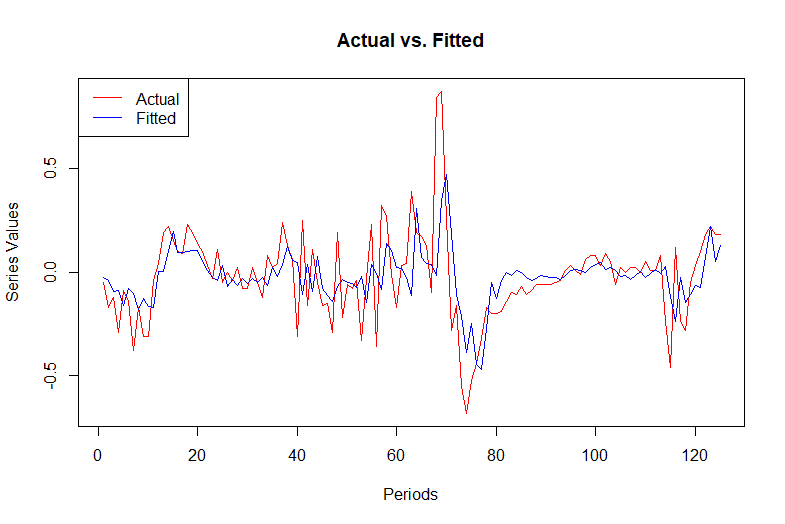 Actual vs. Fitted
Actual
Fitted
Series Values
0.5
0.0
-0.5
0 20 40 60 80 100 120
Periods